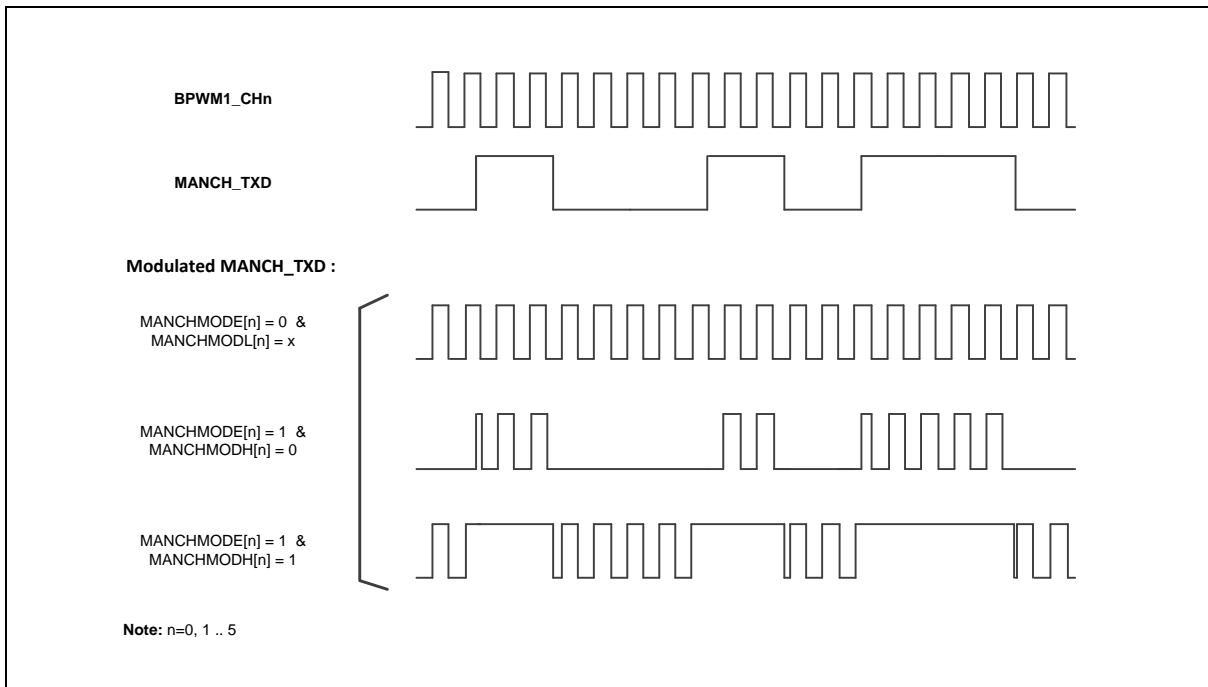 BPWM1_CHn
MANCH_TXD
Modulated MANCH_TXD :
MANCHMODE[n] = 0 &
MANCHMODL[n] = x
MANCHMODE[n] = 1 &
MANCHMODH[n] = 0
MANCHMODE[n] = 1 &
MANCHMODH[n] = 1
Note: n=0, 1 .. 5